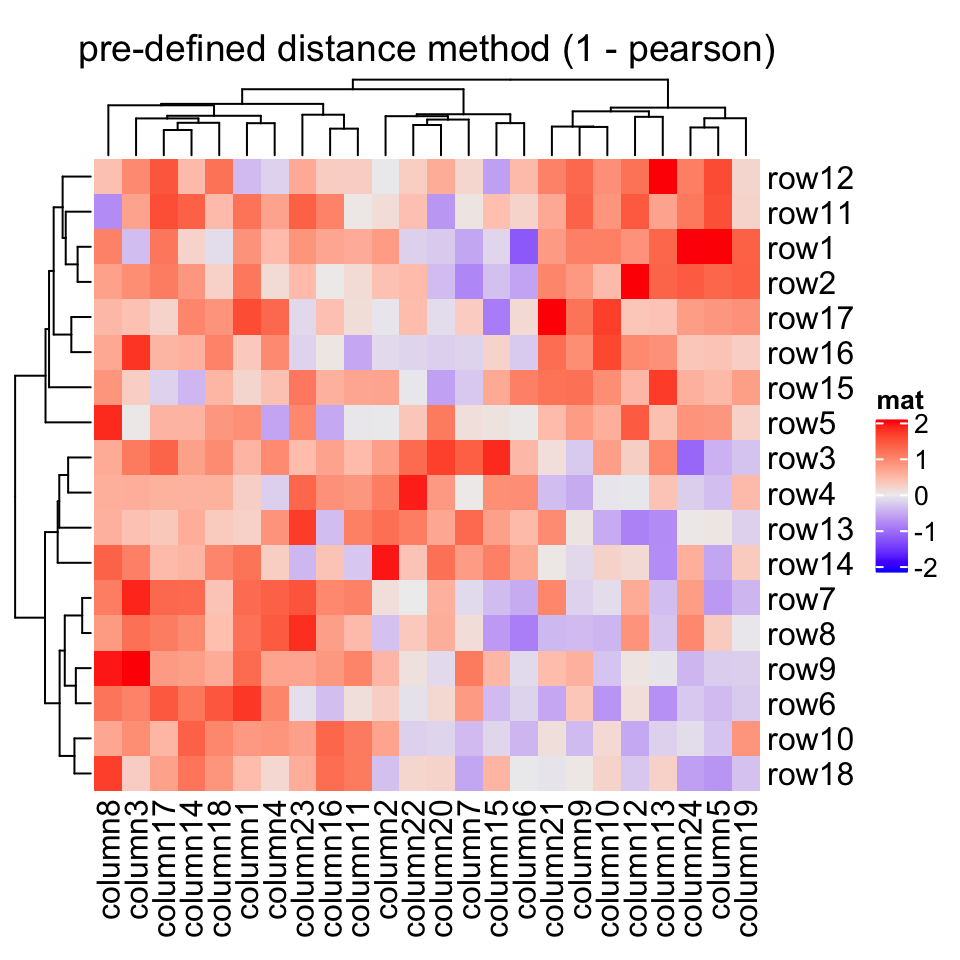 pre-defined distance method (1 - pearson)
row12
row11
row1
row2
row17
row16
row15
row5
row3
row4
row13
row14
row7
row8
row9
row6
row10
row18
mat
2
1
0
-1
-2
column8
column3
column17
column14
column18
column1
column4
column23
column16
column11
column2
column22
column20
column7
column15
column6
column21
column9
column10
column12
column13
column24
column5
column19